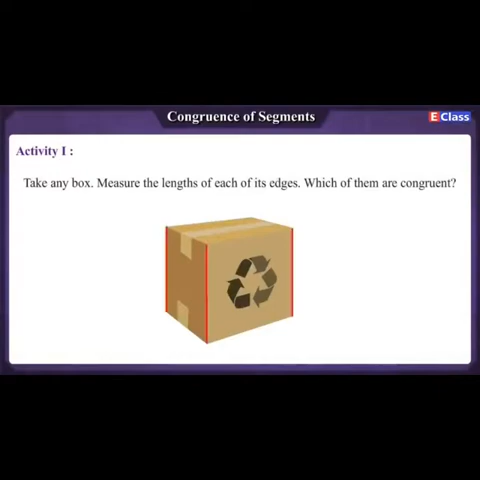 Congruence of Segments
E Class
Activity I :
Take any box. Measure the lengths of each of its edges. Which of them are congruent?